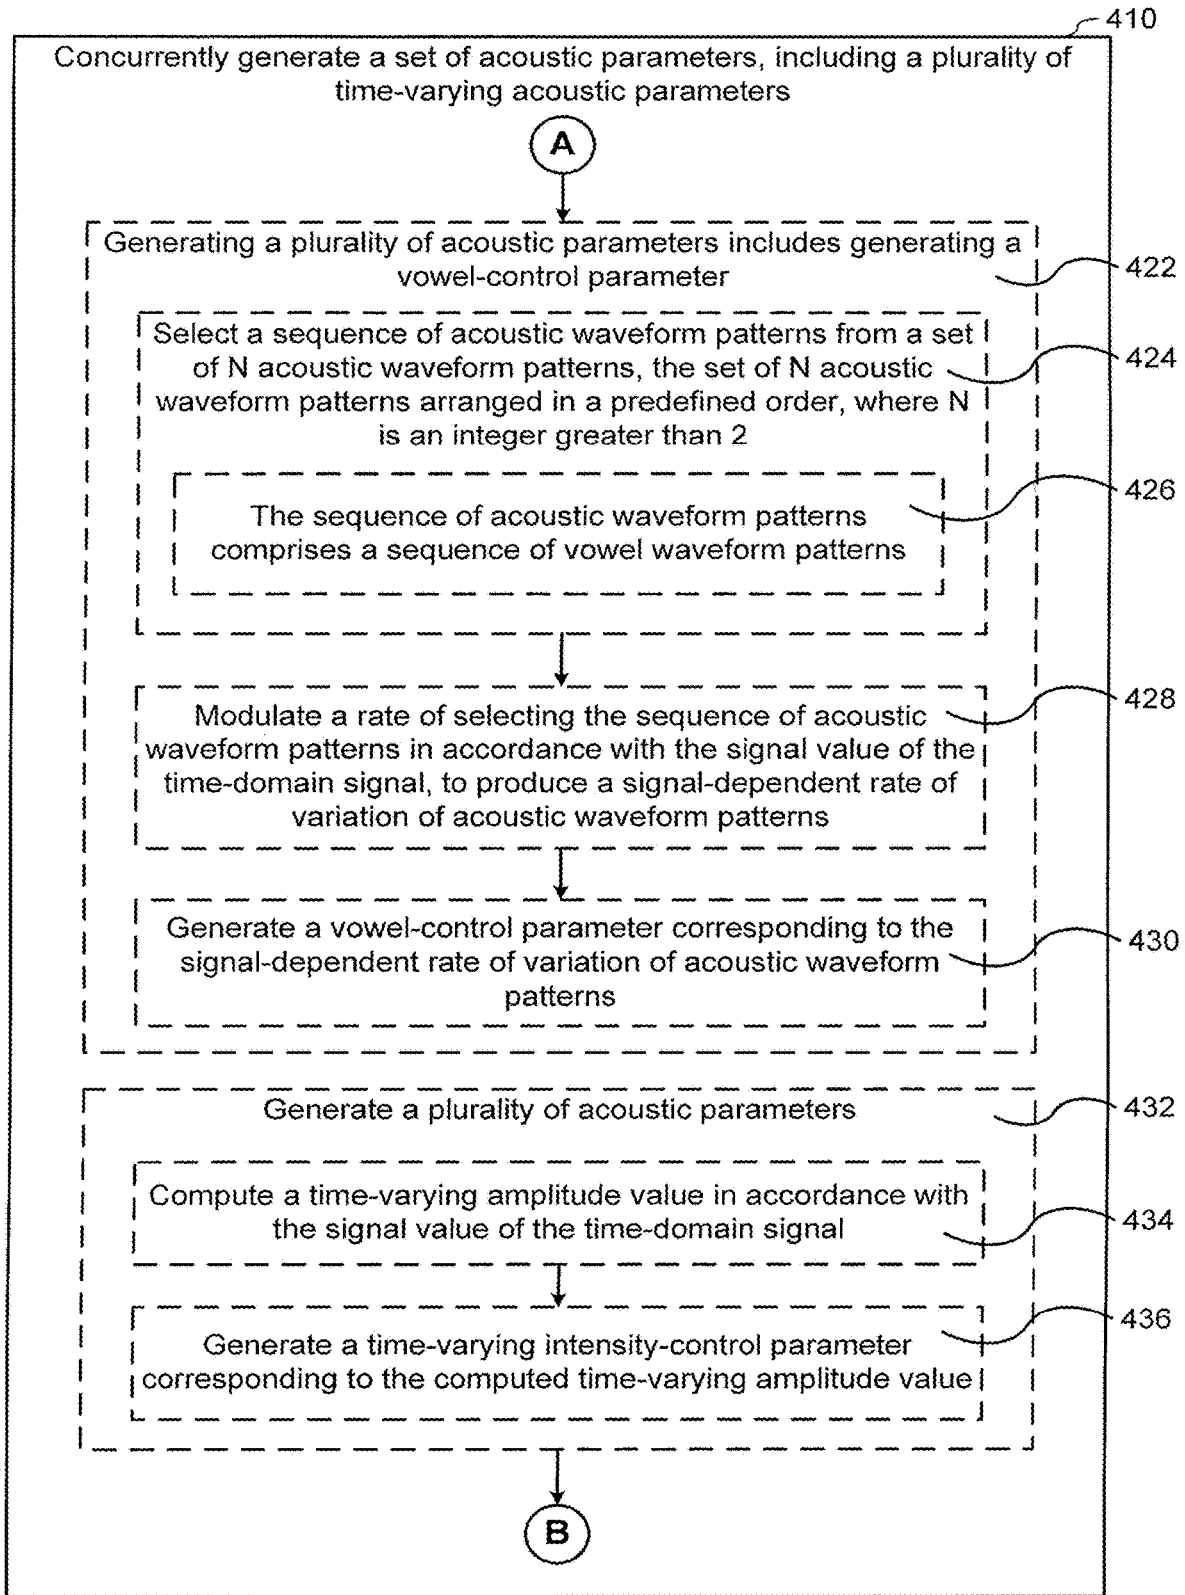 410
Concurrently generate a set of acoustic parameters, including a plurality of
time-varying acoustic parameters
A
Generating a plurality of acoustic parameters includes generating a
vowel-control parameter
422
Select a sequence of acoustic waveform patterns from a set
of N acoustic waveform patterns, the set of N acoustic
waveform patterns arranged in a predefined order, where N
is an integer greater than 2
424
The sequence of acoustic waveform patterns
comprises a sequence of vowel waveform patterns
426
Modulate a rate of selecting the sequence of acoustic
waveform patterns in accordance with the signal value of the
time-domain signal, to produce a signal-dependent rate of
variation of acoustic waveform patterns
428
Generate a vowel-control parameter corresponding to the
signal-dependent rate of variation of acoustic waveform
patterns
430
Generate a plurality of acoustic parameters
432
Compute a time-varying amplitude value in accordance with
the signal value of the time-domain signal
434
Generate a time-varying intensity-control parameter
corresponding to the computed time-varying amplitude value
436
B